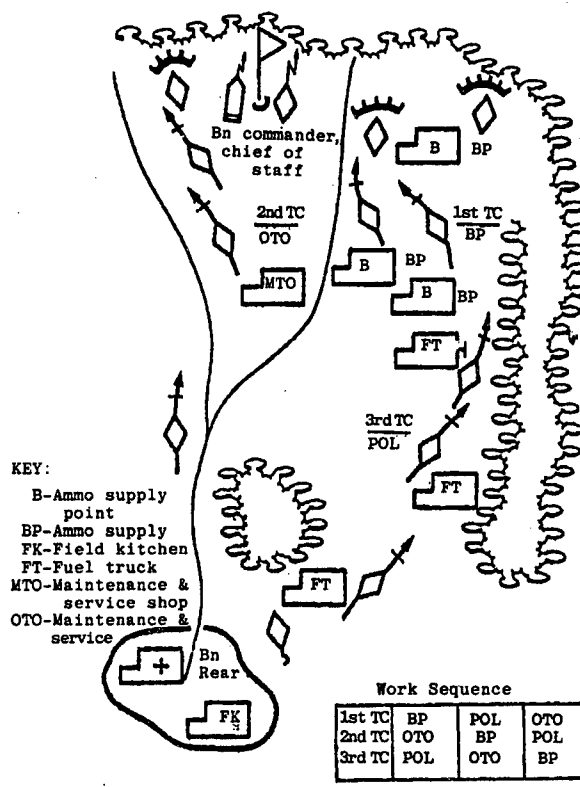 Bn commander,
chief of
staff
B BP
2nd TC
OTO
1st TC
BP
MTO
B BP
B BP
FT
3rd TC
POL
FT
FT
KEY:
B-Ammo supply
point
BP-Ammo supply
FK-Field kitchen
FT-Fuel truck
MTO-Maintenance &
service shop
OTO-Maintenance &
service
Bn
Rear
FK
Work Sequence
1st TC BP POL OTO
2nd TC OTO BP POL
3rd TC POL OTO BP